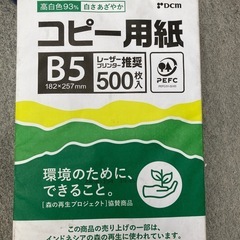 高白色93% 白さあざやか
DCM
コピー用紙
B5
182×257mm
レーザープリンター推奨
500枚入
PEFC
環境のために、
できること。
[森の再生プロジェクト]協賛商品
この商品の売り上げの一部は、
インドネシアの森の再生に使われています。